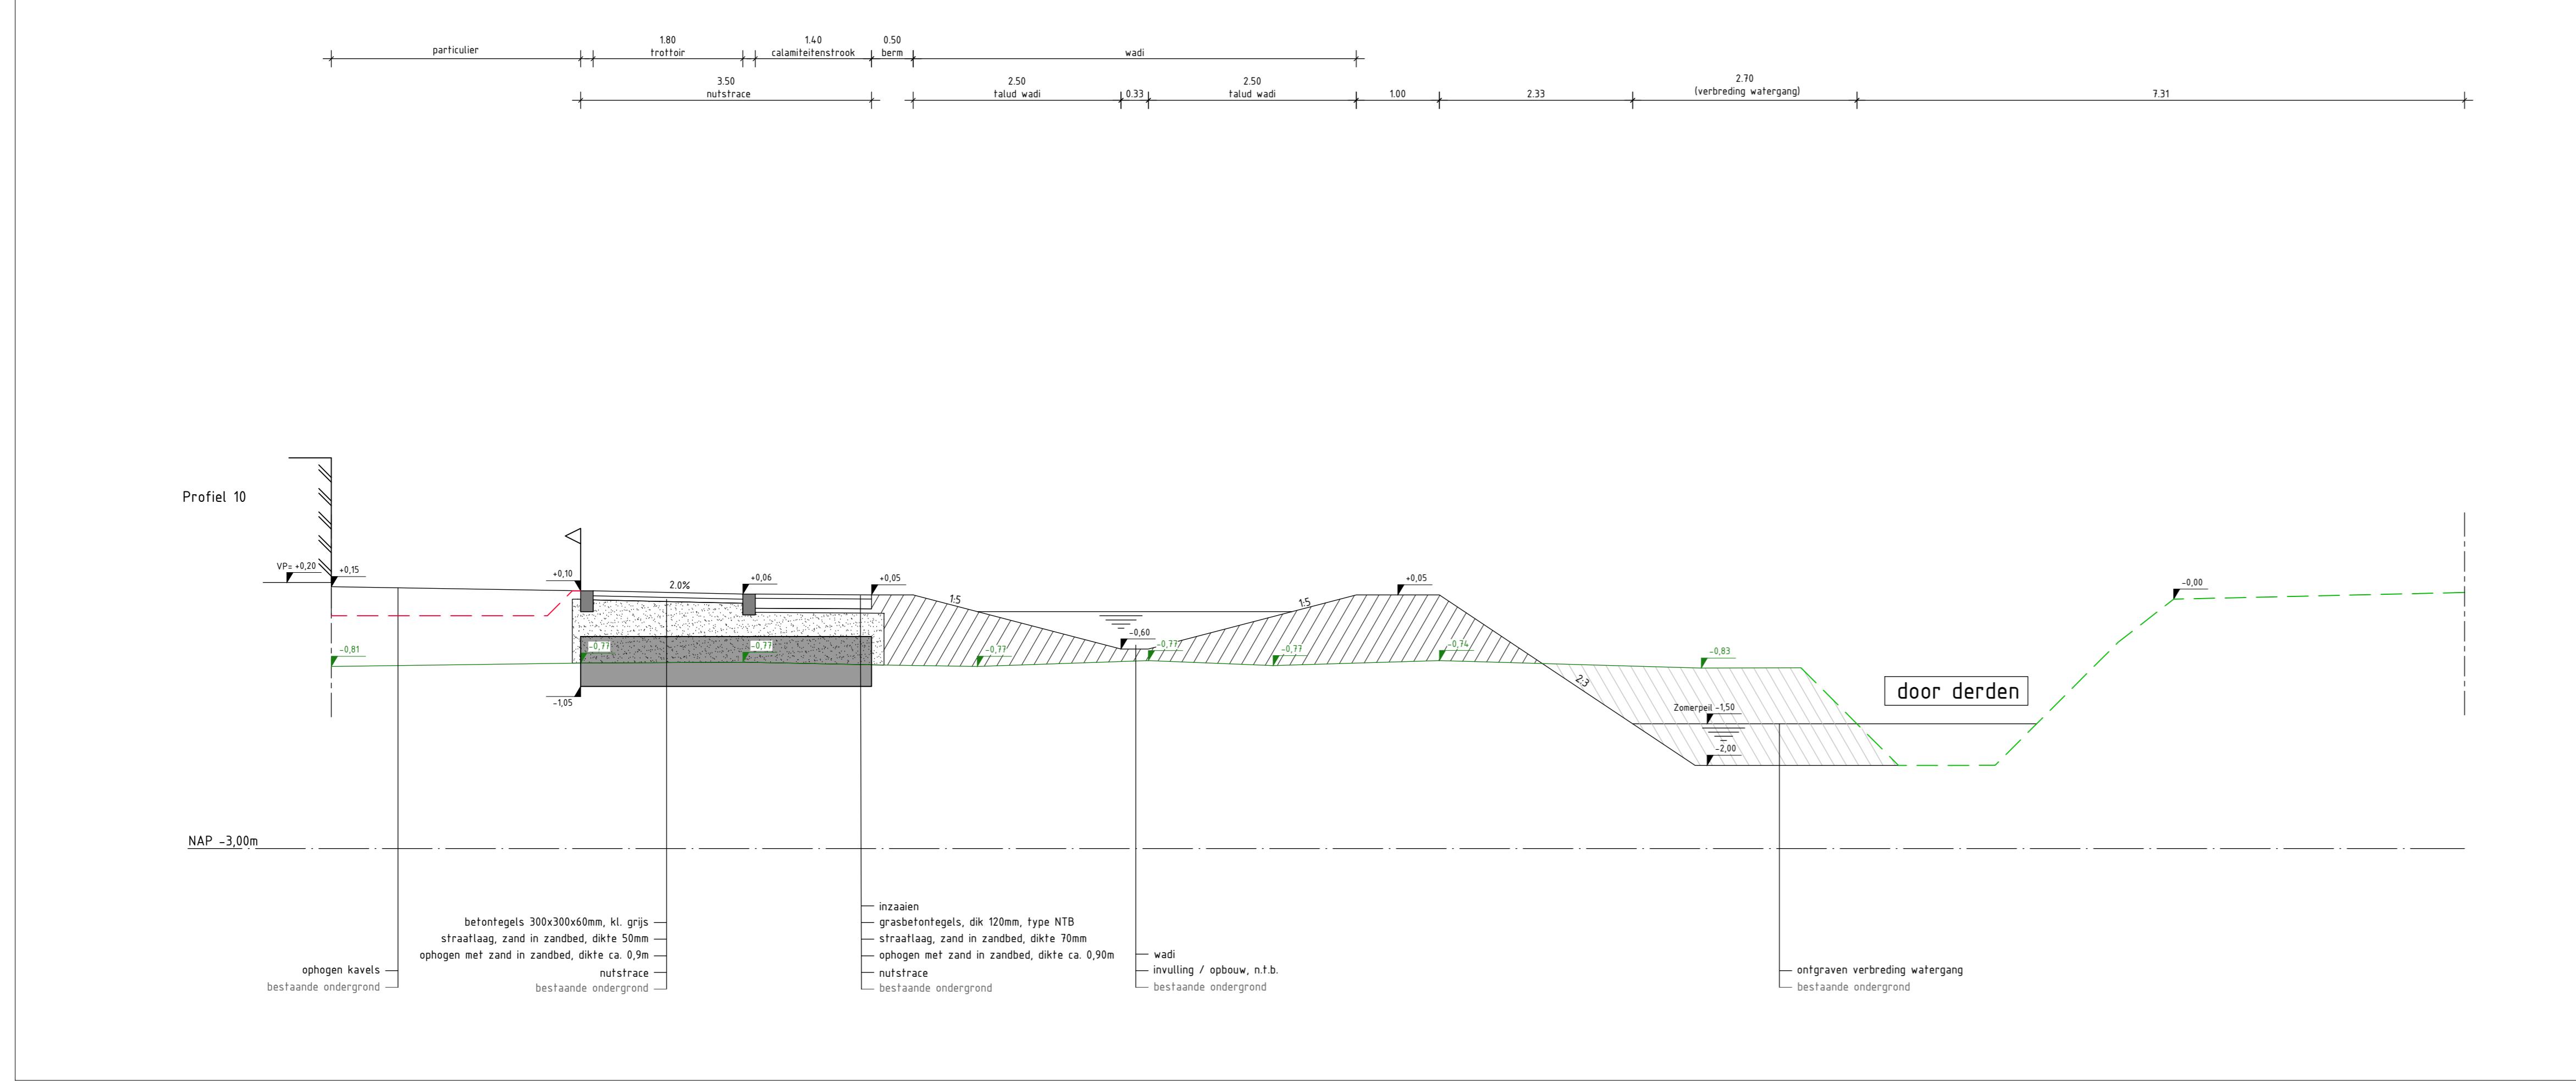 1.80
1.40
0.50
particulier
trottoir
calamiteitenstrook
berm
wadi
3.50
nutstrace
2.50
talud wadi
0.33
2.50
talud wadi
1.00
2.33
2.70
(verbreding watergang)
7.31
Profiel 10
VP= +0,20
+0,15
+0,10
2.0%
+0,06
+0,05
1:5
-0,60
1:5
+0,05
-0,00
-0,81
-0,77
-0,77
-0,77
-0,77
-0,77
-0,74
-0,83
-1,05
2:3
door derden
Zomerpeil -1,50
-2,00
NAP -3,00m
ophogen kavels
bestaande ondergrond
betontegels 300x300x60mm, kl. grijs
straatlaag, zand in zandbed, dikte 50mm
ophogen met zand in zandbed, dikte ca. 0,9m
nutstrace
bestaande ondergrond
inzaaien
grasbetontegels, dik 120mm, type NTB
straatlaag, zand in zandbed, dikte 70mm
ophogen met zand in zandbed, dikte ca. 0,90m
nutstrace
bestaande ondergrond
wadi
invulling / opbouw, n.t.b.
bestaande ondergrond
ontgraven verbreding watergang
bestaande ondergrond